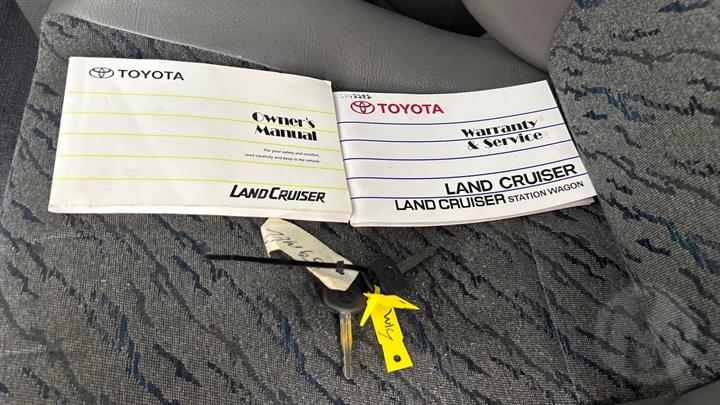 TOYOTA
Owner's
Manual
For your safety and comfort,
read carefully and keep in the vehicle.
LAND CRUISER
TOYOTA
Warranty
& Service
LAND CRUISER
LAND CRUISER STATION WAGON